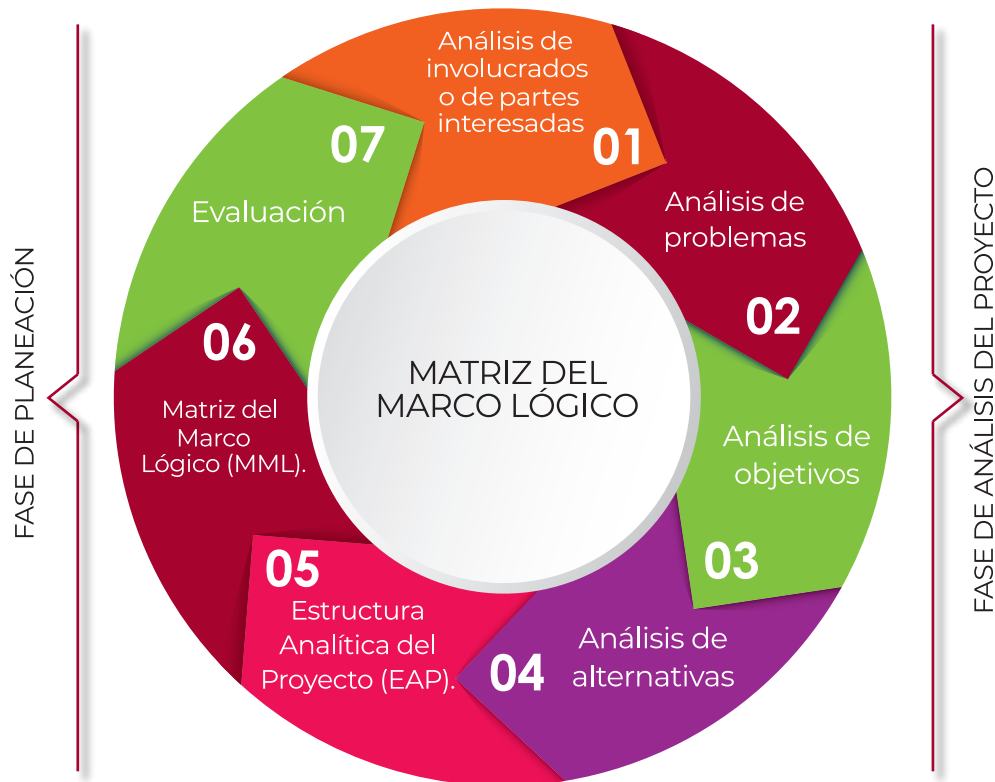 FASE DE PLANEACIÓN
MATRIZ DEL
MARCO LÓGICO
Análisis de
involucrados
o de partes
interesadas
01
Análisis de
problemas
02
Análisis de
objetivos
03
Análisis de
alternativas
04
05
Estructura
Analítica del
Proyecto (EAP).
06
Matriz del
Marco
Lógico (MML).
07
Evaluación
FASE DE ANÁLISIS DEL PROYECTO